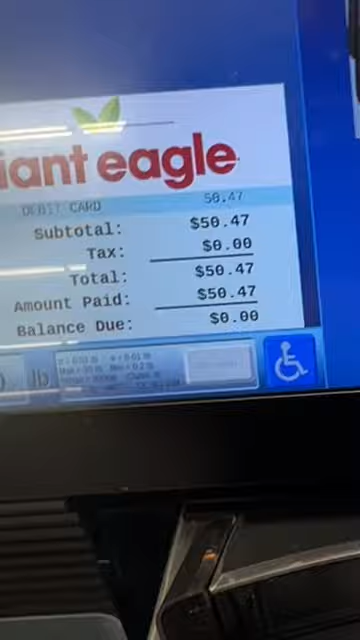 iant eagle
DEBIT CARD 50.47
Subtotal: $50.47
Tax: $0.00
Total: $50.47
Amount Paid: $50.47
Balance Due: $0.00
lb